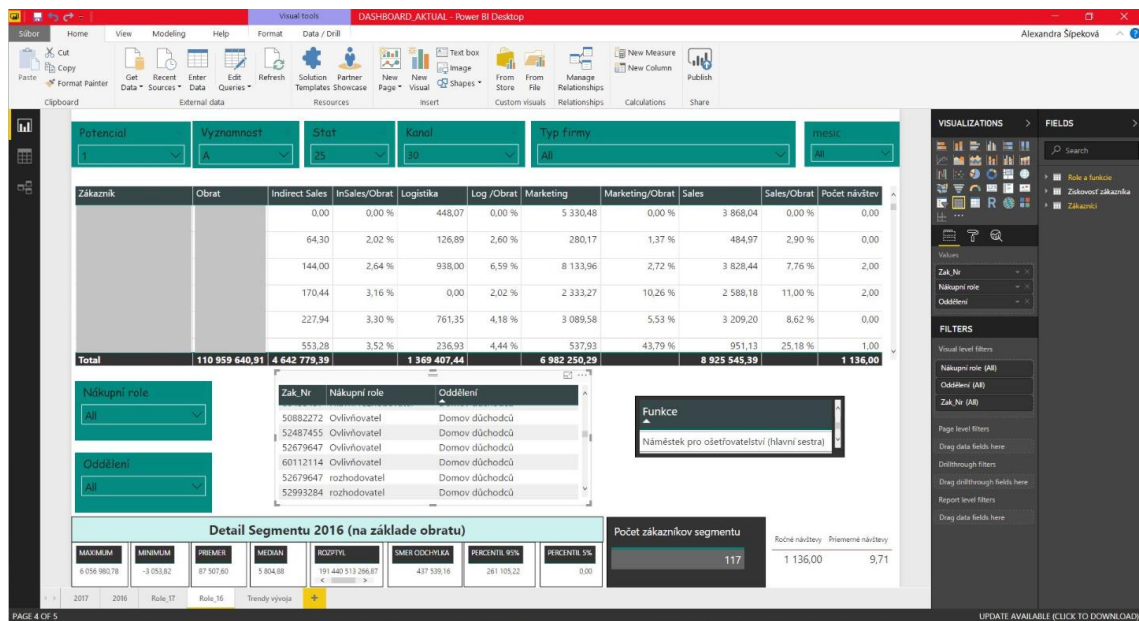 Visual tools
DASHBOARD_AKTUAL - Power BI Desktop
Súbor Home View Modeling Help Format Data / Drill
Alexandra Šípeková
Paste
Cut
Copy
Format Painter
Get Data
Recent Sources
Enter Data
Edit Queries
Refresh
Solution Templates
Partner Showcase
New Page
New Visual
Text box
Image
Shapes
From Store
From File
Manage Relationships
New Measure
New Column
Publish
Clipboard External data Resources Insert Custom visuals Relationships Calculations Share
Potencial Vyznamnost Stat Kanal Typ firmy mesic
1 A 25 30 All All
Zákazník Obrat Indirect Sales InSales/Obrat Logistika Log /Obrat Marketing Marketing/Obrat Sales Sales/Obrat Počet návštev
0,00 0,00 % 448,07 0,00 % 5 330,48 0,00 % 3 868,04 0,00 % 0,00
64,30 2,02 % 126,89 2,60 % 280,17 1,37 % 484,97 2,90 % 0,00
144,00 2,64 % 938,00 6,59 % 8 133,96 2,72 % 3 828,44 7,76 % 2,00
170,44 3,16 % 0,00 2,02 % 2 333,27 10,26 % 2 588,18 11,00 % 2,00
227,94 3,30 % 761,35 4,18 % 3 089,58 5,53 % 3 209,20 8,62 % 0,00
553,28 3,52 % 236,93 4,44 % 537,93 43,79 % 951,13 25,18 % 1,00
Total 110 959 640,91 4 642 779,39 1 369 407,44 6 982 250,29 8 925 545,39 1 136,00
Nákupní role
All
Oddělení
All
Zak_Nr Nákupní role Oddělení
50882272 Ovlivňovatel Domov důchodců
52487455 Ovlivňovatel Domov důchodců
52679647 Ovlivňovatel Domov důchodců
60112114 Ovlivňovatel Domov důchodců
52679647 rozhodovatel Domov důchodců
52993284 rozhodovatel Domov důchodců
Funkce
Náměstek pro ošetřovatelství (hlavní sestra)
Detail Segmentu 2016 (na základe obratu)
MAXIMUM MINIMUM PRIEMER MEDIAN ROZPTYL SMER ODCHYLKA PERCENTIL 95% PERCENTIL 5%
6 056 980,78 -3 053,82 87 507,60 5 804,88 191 440 513 266,87 437 539,16 261 105,22 0,00
Počet zákazníkov segmentu
117
Ročné návštevy Priemerné návštevy
1 136,00 9,71
2017 2016 Role_17 Role_16 Trendy vývoja +
PAGE 4 OF 5
UPDATE AVAILABLE (CLICK TO DOWNLOAD)
VISUALIZATIONS
Values
Zak_Nr
Nákupní role
Oddělení
FILTERS
Visual level filters
Nákupní role (All)
Oddělení (All)
Zak_Nr (All)
Page level filters
Drag data fields here
Drillthrough filters
Drag drillthrough fields here
Report level filters
Drag data fields here
FIELDS
Search
Role a funkcie
Ziskovosť zákazníka
Zákazníci